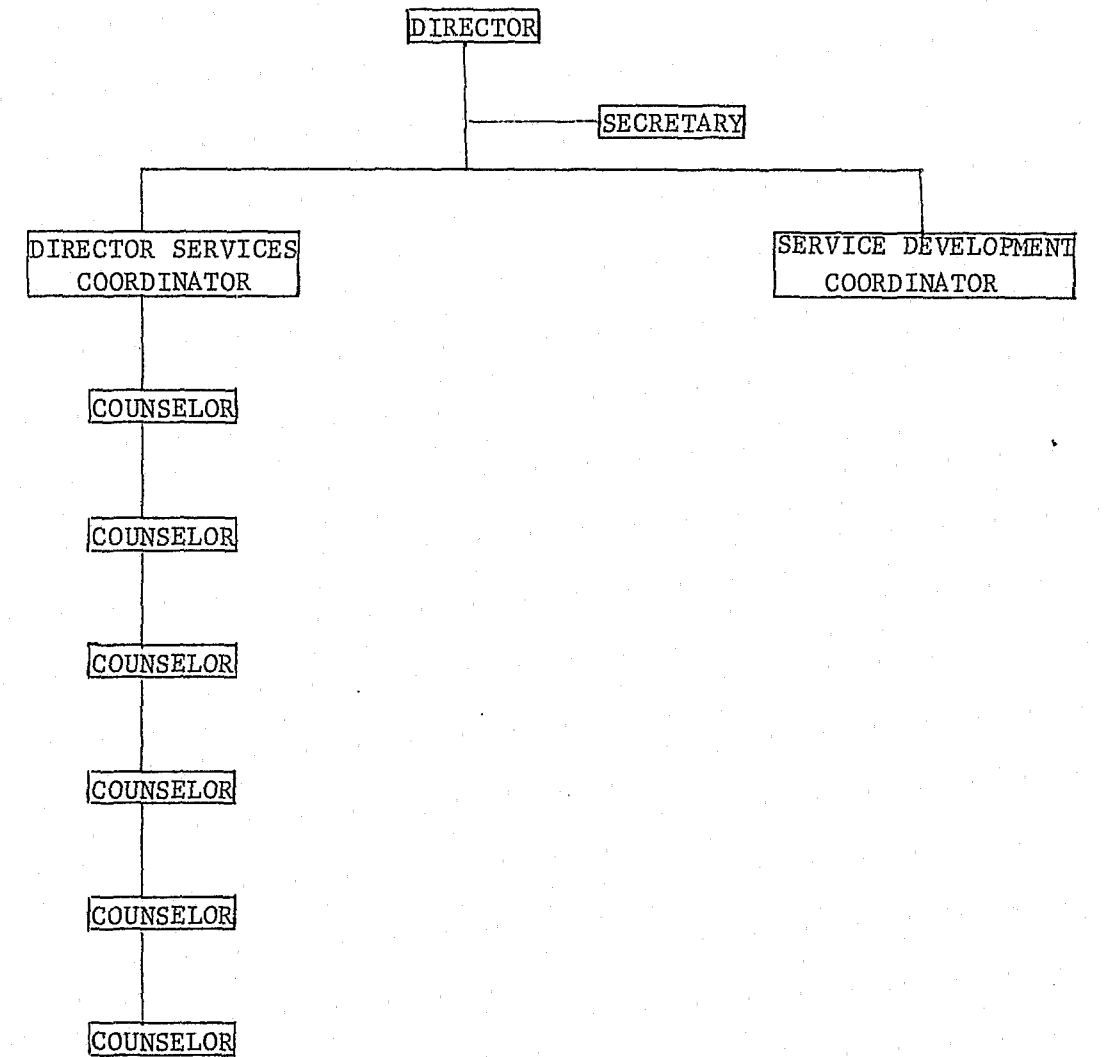 DIRECTOR
SECRETARY
DIRECTOR SERVICES
COORDINATOR
SERVICE DEVELOPMENT
COORDINATOR
COUNSELOR
COUNSELOR
COUNSELOR
COUNSELOR
COUNSELOR
COUNSELOR